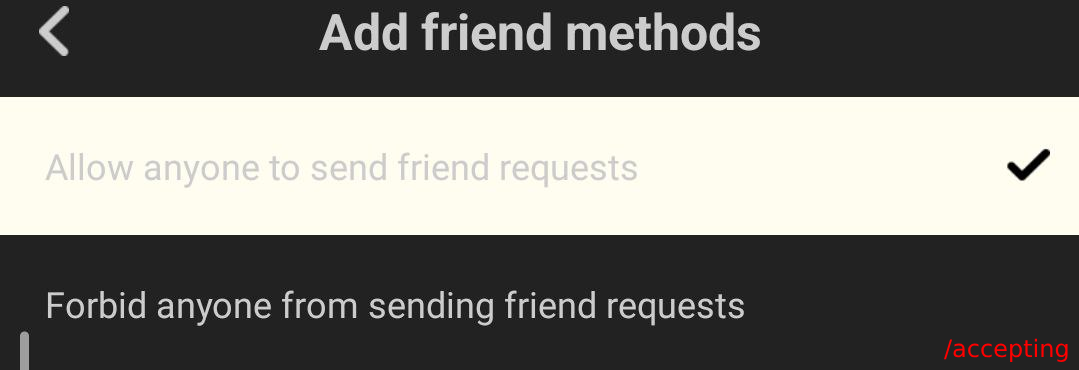 Add friend methods
Allow anyone to send friend requests
Forbid anyone from sending friend requests
/accepting